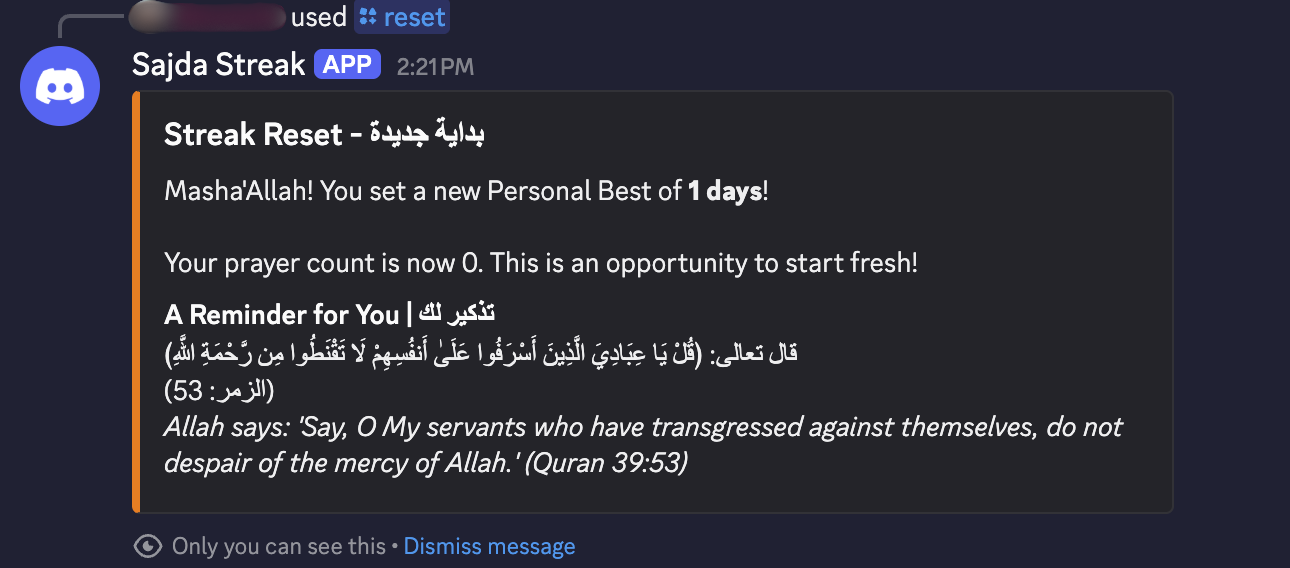 used reset
Sajda Streak APP 2:21 PM
Streak Reset - بداية جديدة
Masha'Allah! You set a new Personal Best of 1 days!
Your prayer count is now 0. This is an opportunity to start fresh!
A Reminder for You | تذكير لك
قال تعالى: (قُلْ يَا عِبَادِيَ الَّذِينَ أَسْرَفُوا عَلَىٰ أَنفُسِهِمْ لَا تَقْنَطُوا مِن رَّحْمَةِ اللَّهِ)
(الزمر: 53)
Allah says: 'Say, O My servants who have transgressed against themselves, do not
despair of the mercy of Allah.' (Quran 39:53)
Only you can see this • Dismiss message